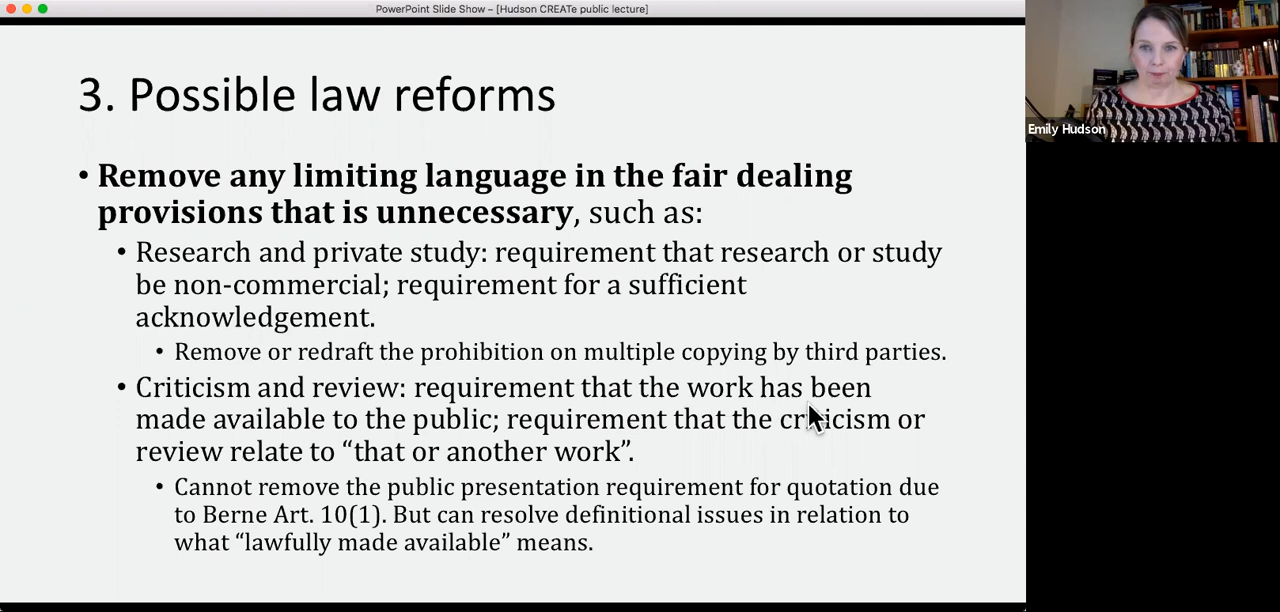 PowerPoint Slide Show – [Hudson CREATe public lecture]
3. Possible law reforms
• Remove any limiting language in the fair dealing
provisions that is unnecessary, such as:
• Research and private study: requirement that research or study
be non-commercial; requirement for a sufficient
acknowledgement.
• Remove or redraft the prohibition on multiple copying by third parties.
• Criticism and review: requirement that the work has been
made available to the public; requirement that the criticism or
review relate to “that or another work”.
• Cannot remove the public presentation requirement for quotation due
to Berne Art. 10(1). But can resolve definitional issues in relation to
what “lawfully made available” means.
Emily Hudson